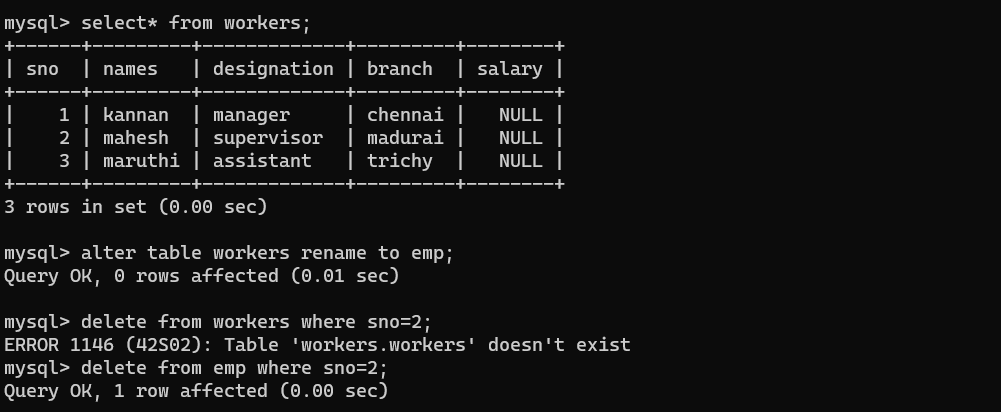 mysql> select* from workers;
+------+---------+-------------+---------+--------+
| sno  | names   | designation | branch  | salary |
+------+---------+-------------+---------+--------+
|    1 | kannan  | manager     | chennai |   NULL |
|    2 | mahesh  | supervisor  | madurai |   NULL |
|    3 | maruthi | assistant   | trichy  |   NULL |
+------+---------+-------------+---------+--------+
3 rows in set (0.00 sec)

mysql> alter table workers rename to emp;
Query OK, 0 rows affected (0.01 sec)

mysql> delete from workers where sno=2;
ERROR 1146 (42S02): Table 'workers.workers' doesn't exist
mysql> delete from emp where sno=2;
Query OK, 1 row affected (0.00 sec)